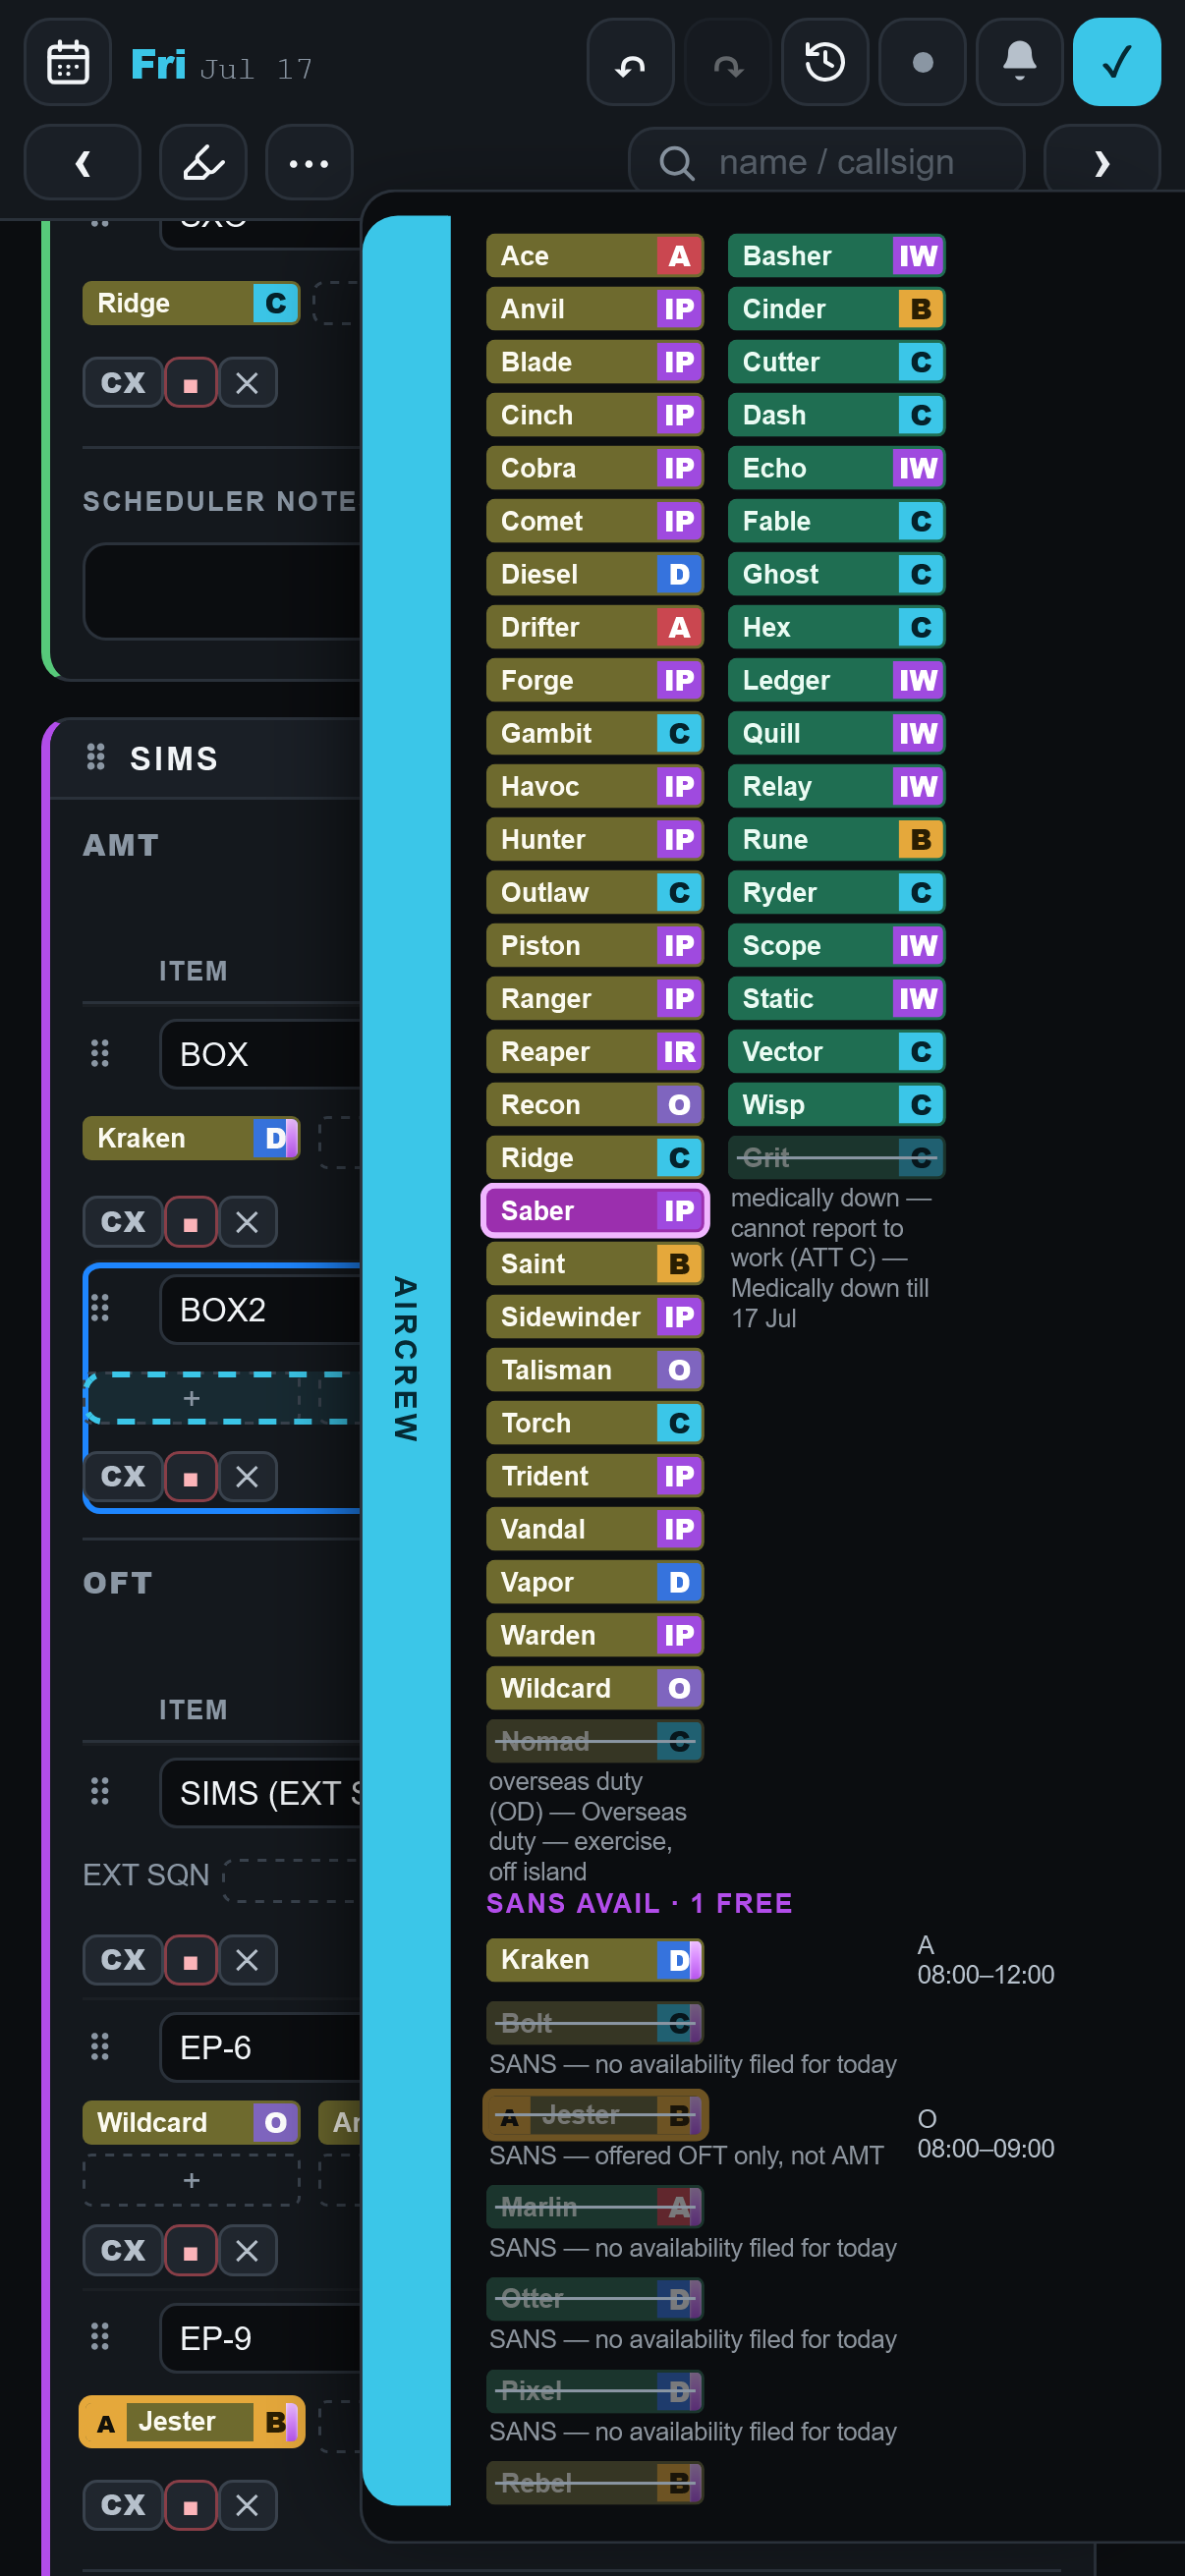 Fri Jul 17
name / callsign
Ridge C
CX
SCHEDULER NOTE
SIMS
AMT
ITEM
BOX
Kraken D
CX
BOX2
+
CX
OFT
ITEM
SIMS (EXT
EXT SQN
CX
EP-6
Wildcard O
+
CX
EP-9
A Jester B
CX
AIRCREW
Ace A
Anvil IP
Blade IP
Cinch IP
Cobra IP
Comet IP
Diesel D
Drifter A
Forge IP
Gambit C
Havoc IP
Hunter IP
Outlaw C
Piston IP
Ranger IP
Reaper IR
Recon O
Ridge C
Saber IP
Saint B
Sidewinder IP
Talisman O
Torch C
Trident IP
Vandal IP
Vapor D
Warden IP
Wildcard O
Nomad C
overseas duty
(OD) — Overseas
duty — exercise,
off island
Basher IW
Cinder B
Cutter C
Dash C
Echo IW
Fable C
Ghost C
Hex C
Ledger IW
Quill IW
Relay IW
Rune B
Ryder C
Scope IW
Static IW
Vector C
Wisp C
Grit C
medically down —
cannot report to
work (ATT C) —
Medically down till
17 Jul
SANS AVAIL · 1 FREE
Kraken D
A
08:00–12:00
Bolt C
SANS — no availability filed for today
A Jester B
SANS — offered OFT only, not AMT
O
08:00–09:00
Marlin A
SANS — no availability filed for today
Otter D
SANS — no availability filed for today
Pixel D
SANS — no availability filed for today
Rebel B